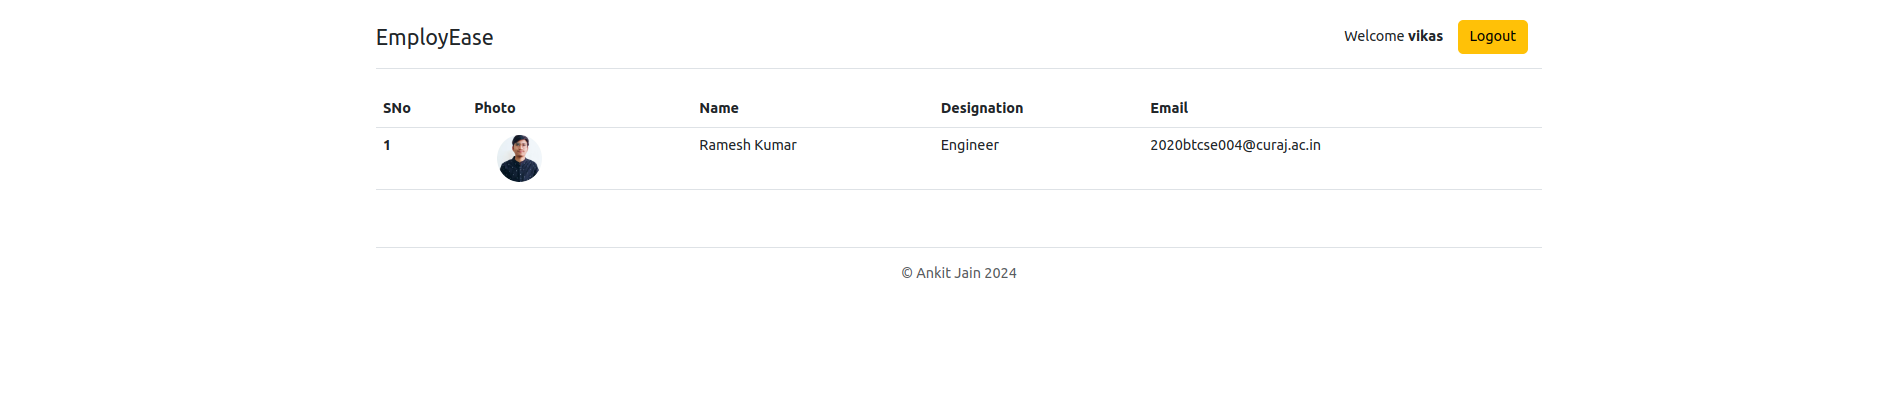 EmployEase
Welcome vikas Logout
SNo Photo Name Designation Email
1 Ramesh Kumar Engineer 2020btcse004@curaj.ac.in
© Ankit Jain 2024